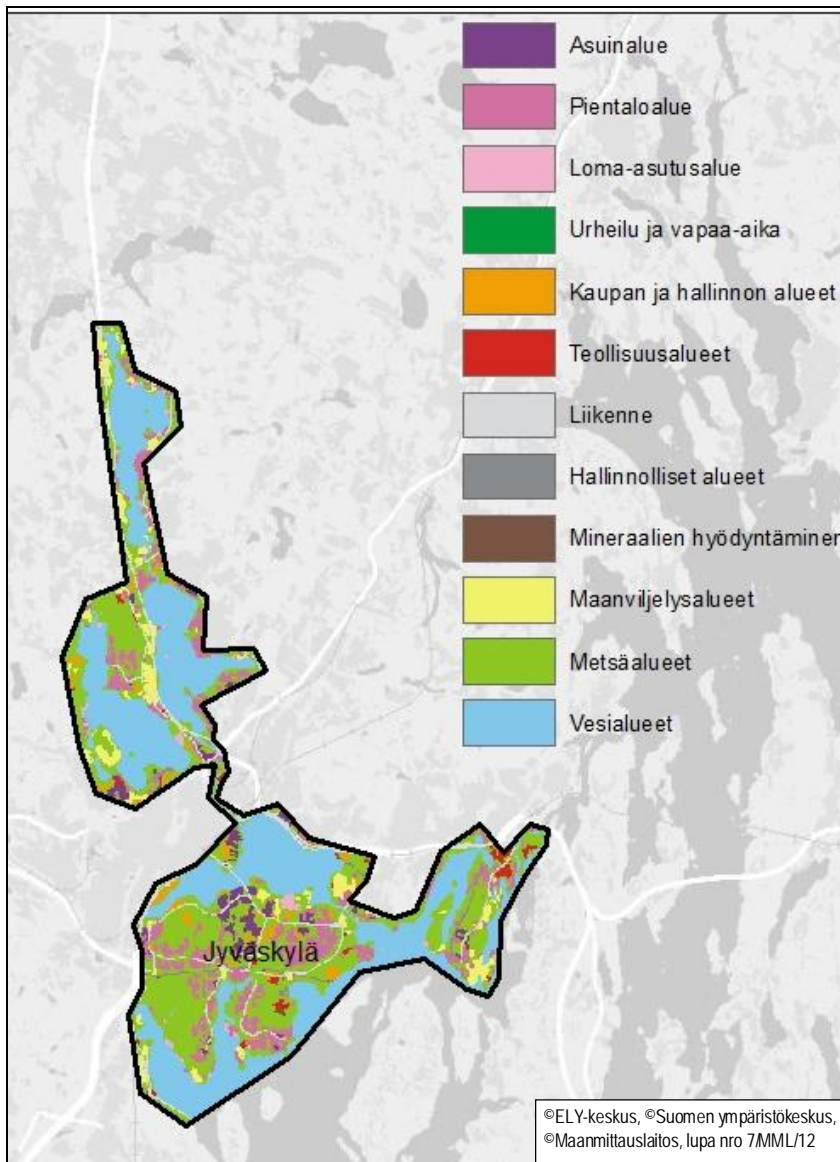 Asuinalue
Pientaloalue
Loma-asutusalue
Urheilu ja vapaa-aika
Kaupan ja hallinnon alueet
Teollisuusalueet
Liikenne
Hallinnolliset alueet
Mineraalien hyödyntäminen
Maanviljelysalueet
Metsäalueet
Vesialueet
Jyväskylä
©ELY-keskus, ©Suomen ympäristökeskus,
©Maanmittauslaitos, lupa nro 7/MML/12